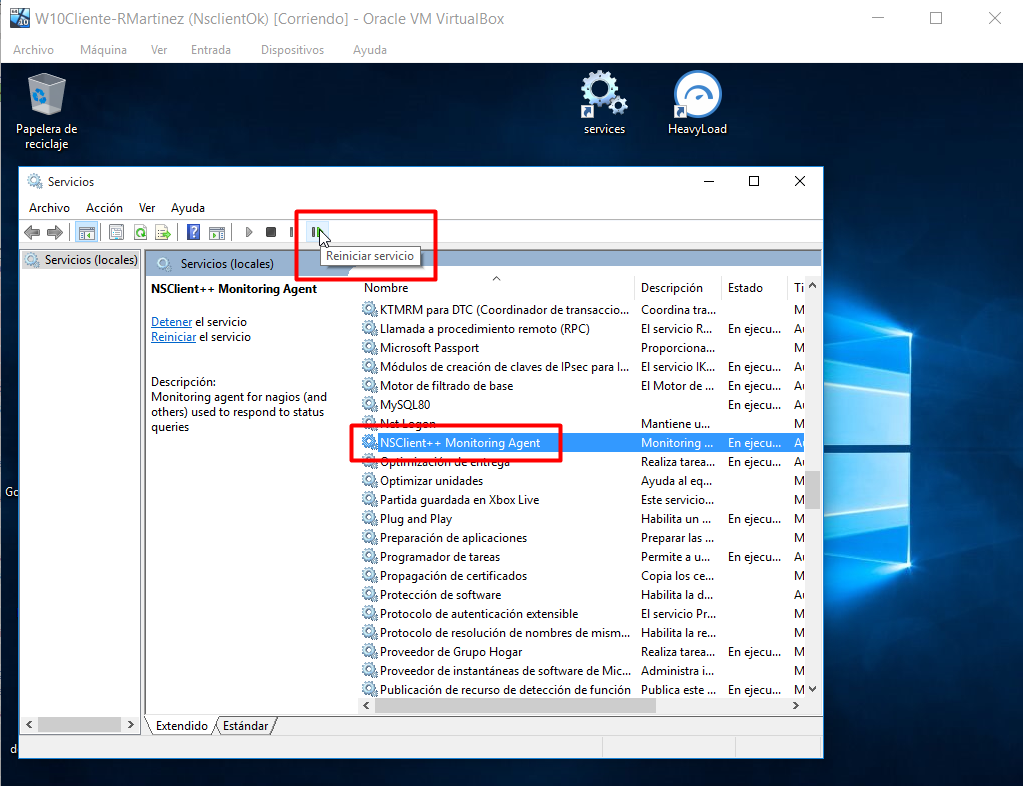 W10Cliente-RMartinez (NsclientOk) [Corriendo] - Oracle VM VirtualBox
Archivo Máquina Ver Entrada Dispositivos Ayuda
Papelera de
reciclaje
services
HeavyLoad
Servicios
Archivo Acción Ver Ayuda
Reiniciar servicio
Servicios (locales)
Servicios (locales)
NSClient++ Monitoring Agent
Detener el servicio
Reiniciar el servicio
Descripción:
Monitoring agent for nagios (and
others) used to respond to status
queries
Nombre Descripción Estado Ti
KTMRM para DTC (Coordinador de transaccio... Coordina tra... M
Llamada a procedimiento remoto (RPC) El servicio R... En ejecu... Au
Microsoft Passport Proporciona... M
Módulos de creación de claves de IPsec para I... El servicio IK... En ejecu... Au
Motor de filtrado de base El Motor de ... En ejecu... Au
MySQL80 En ejecu... Au
Net Logon Mantiene u... M
NSClient++ Monitoring Agent Monitoring ... En ejecu... Au
Optimización de entrega Realiza tarea... En ejecu... Au
Optimizar unidades Ayuda al eq... M
Partida guardada en Xbox Live Este servicio... M
Plug and Play Habilita un ... En ejecu... M
Preparación de aplicaciones Preparar las ... M
Programador de tareas Permite a u... En ejecu... Au
Propagación de certificados Copia los ce... M
Protección de software Habilita la d... Au
Protocolo de autenticación extensible El servicio Pr... M
Protocolo de resolución de nombres de mism... Habilita la re... M
Proveedor de Grupo Hogar Realiza tarea... En ejecu... M
Proveedor de instantáneas de software de Mic... Administra i... M
Publicación de recurso de detección de función Publica este ... En ejecu... M
Go
Extendido Estándar
d